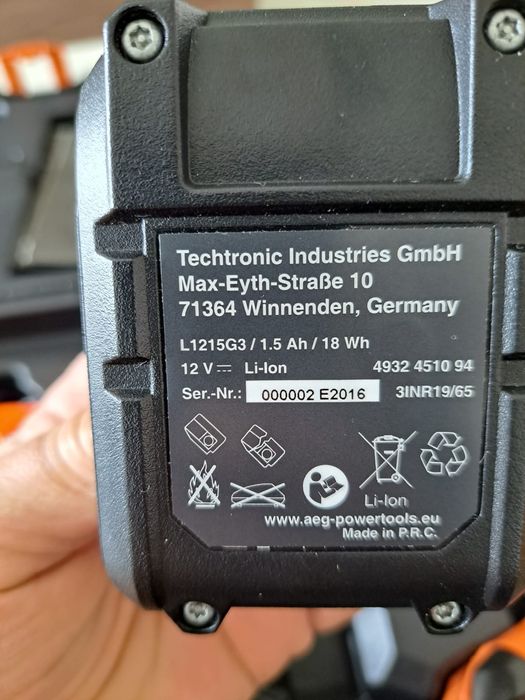 Techtronic Industries GmbH
Max-Eyth-Straße 10
71364 Winnenden, Germany
L1215G3 / 1.5 Ah / 18 Wh
12 V ⎓ Li-Ion 4932 4510 94
Ser.-Nr.: 000002 E2016 3INR19/65
Li-Ion
www.aeg-powertools.eu
Made in P.R.C.